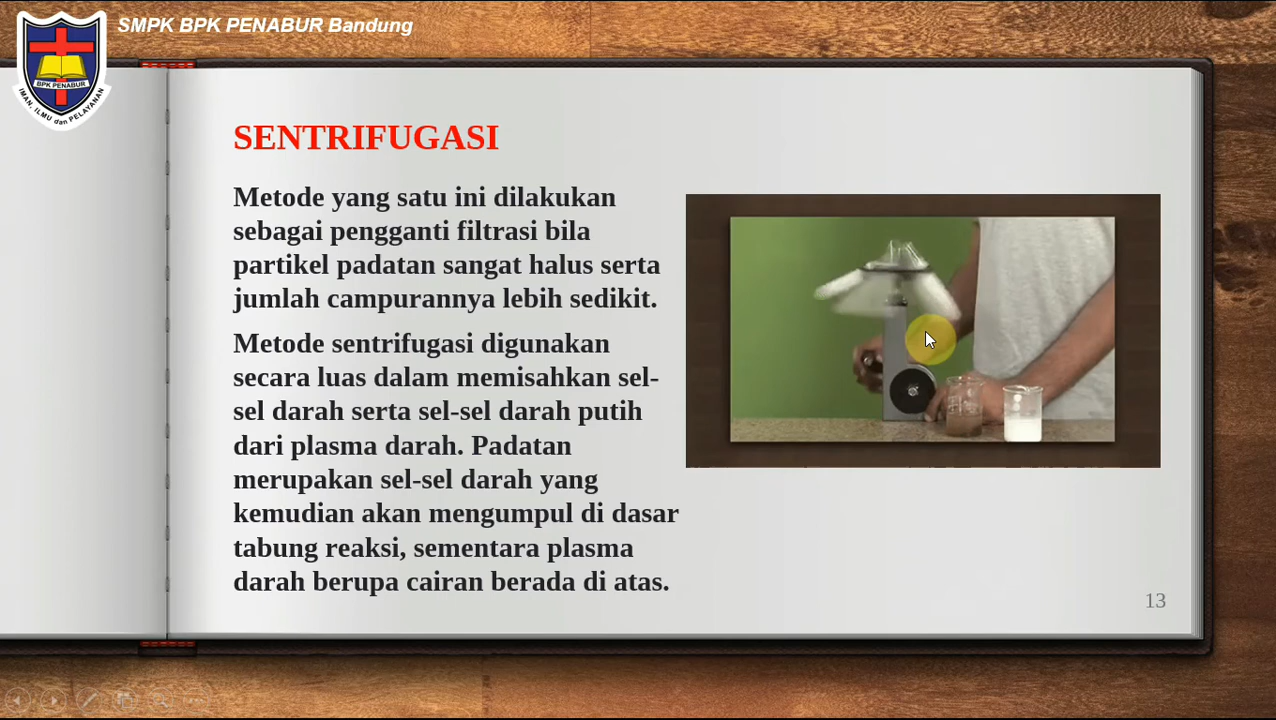 SMPK BPK PENABUR Bandung
BPK PENABUR
IMAN, ILMU dan PELAYANAN
SENTRIFUGASI
Metode yang satu ini dilakukan
sebagai pengganti filtrasi bila
partikel padatan sangat halus serta
jumlah campurannya lebih sedikit.
Metode sentrifugasi digunakan
secara luas dalam memisahkan sel-
sel darah serta sel-sel darah putih
dari plasma darah. Padatan
merupakan sel-sel darah yang
kemudian akan mengumpul di dasar
tabung reaksi, sementara plasma
darah berupa cairan berada di atas.
13